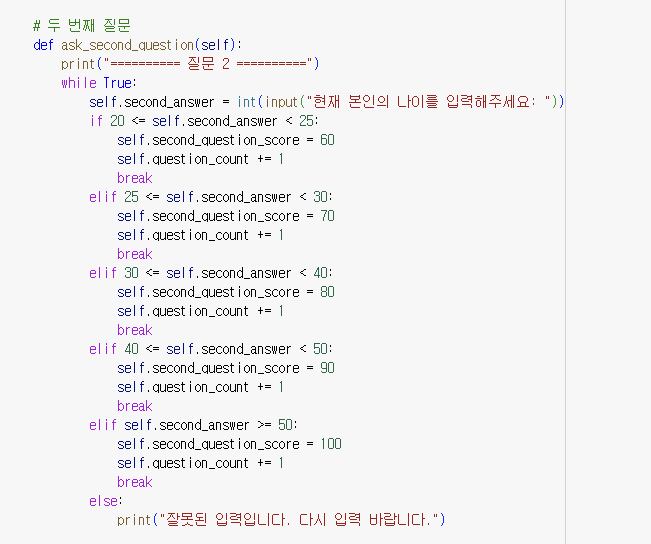 # 두 번째 질문
def ask_second_question(self):
print("========== 질문 2 ==========")
while True:
self.second_answer = int(input("현재 본인의 나이를 입력해주세요: "))
if 20 <= self.second_answer < 25:
self.second_question_score = 60
self.question_count += 1
break
elif 25 <= self.second_answer < 30:
self.second_question_score = 70
self.question_count += 1
break
elif 30 <= self.second_answer < 40:
self.second_question_score = 80
self.question_count += 1
break
elif 40 <= self.second_answer < 50:
self.second_question_score = 90
self.question_count += 1
break
elif self.second_answer >= 50:
self.second_question_score = 100
self.question_count += 1
break
else:
print("잘못된 입력입니다. 다시 입력 바랍니다.")